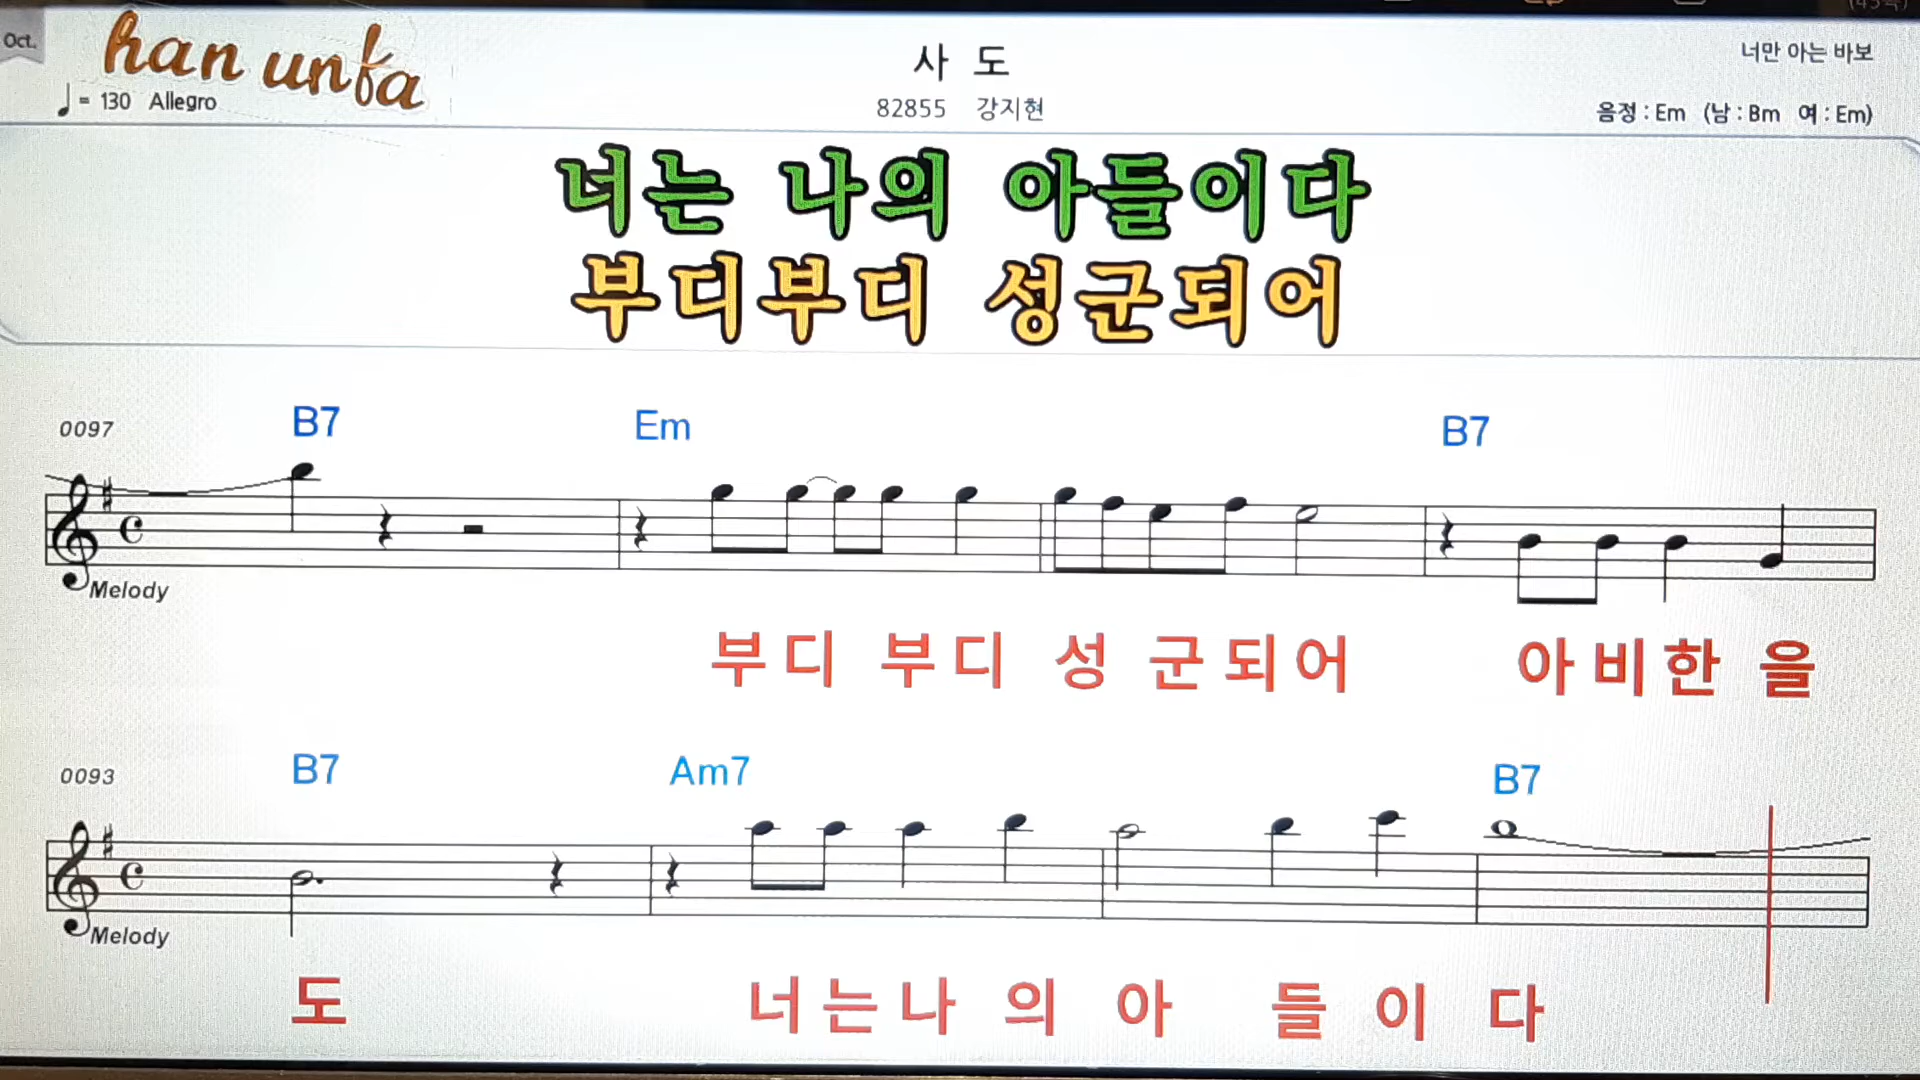 Oct.
han unfa
너만 아는 바보
사 도
♩= 130 Allegro
82855 강지현
음정 : Em (남 : Bm 여 : Em)
너는 나의 아들이다
부디부디 성군되어
0097 B7 Em B7
Melody
부디 부디 성 군되어 아비한 을
0093 B7 Am7 B7
Melody
도 너는나 의 아 들 이 다